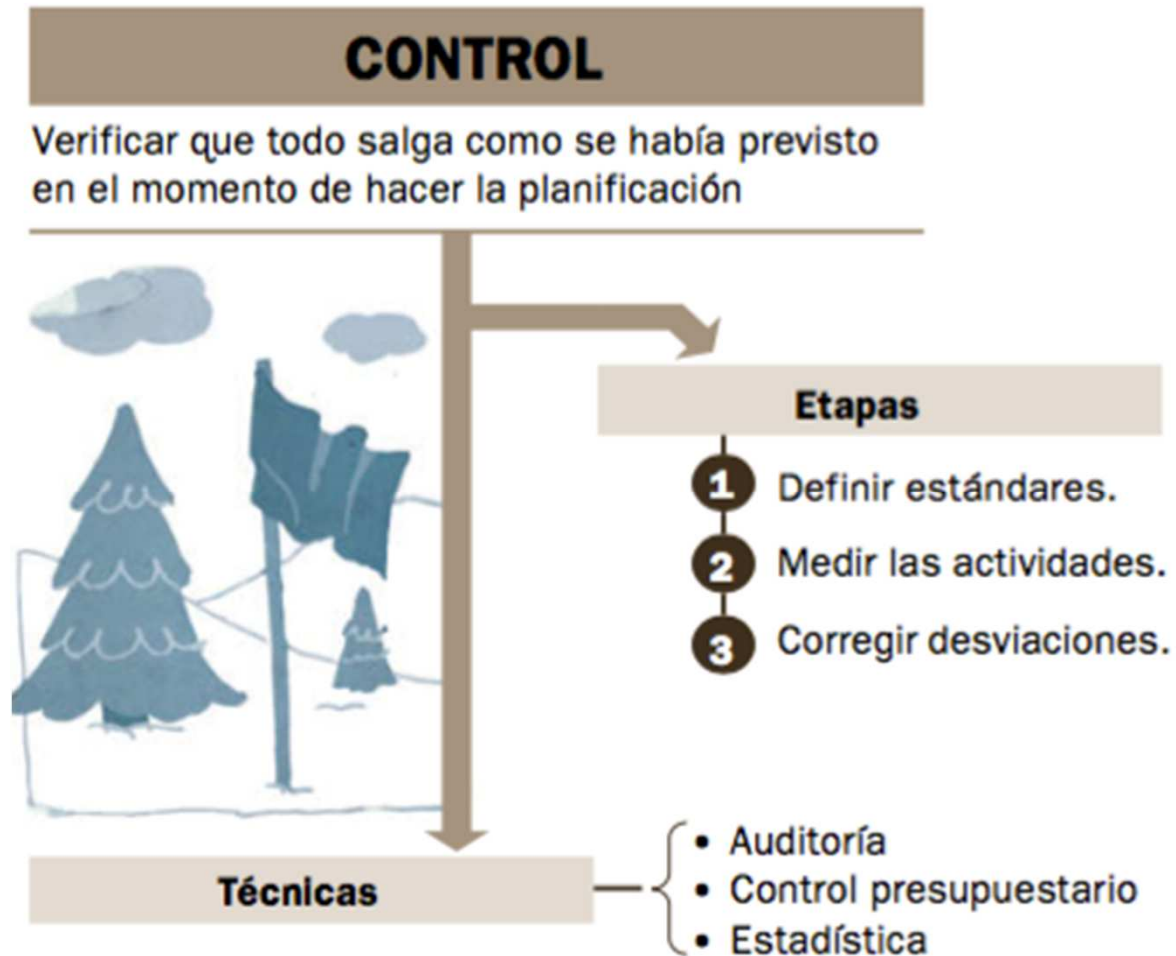 CONTROL
Verificar que todo salga como se había previsto
en el momento de hacer la planificación
Etapas
1 Definir estándares.
2 Medir las actividades.
3 Corregir desviaciones.
Técnicas
• Auditoría
• Control presupuestario
• Estadística